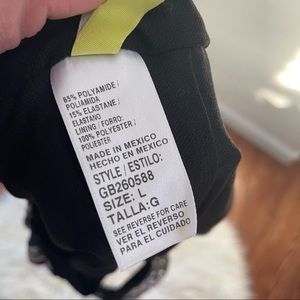 85% POLYAMIDE /
POLIAMIDA
15% ELASTANE /
ELASTANO
LINING / FORRO:
100% POLYESTER /
POLIESTER
MADE IN MEXICO
HECHO EN MEXICO
STYLE / ESTILO:
GB260588
SIZE: L
TALLA:G
SEE REVERSE FOR CARE
VER EL REVERSO
PARA EL CUIDADO